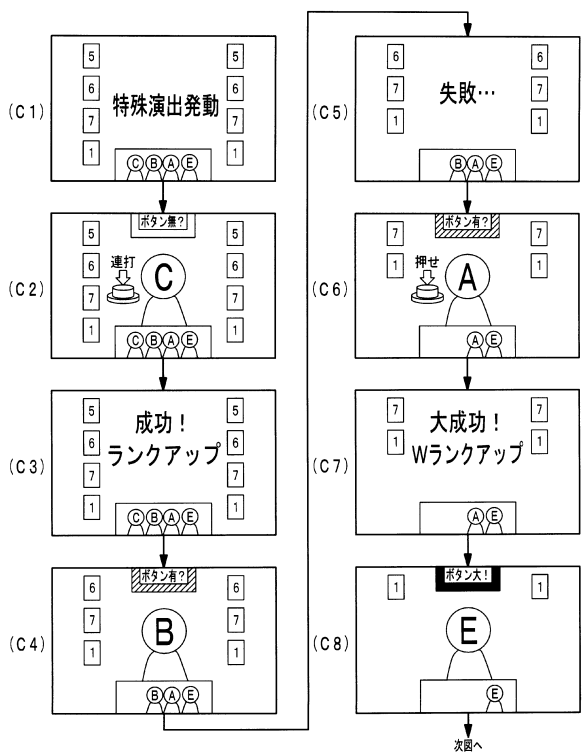 (C1)
5 5
6 6
特殊演出発動
7 7
1 1
C B A E
(C2)
ボタン無?
5 5
連打
6 6
C
7 7
1 1
C B A E
(C3)
5 5
成功!
6 6
ランクアップ
7 7
1 1
C B A E
(C4)
ボタン有?
6 6
7 7
B
1 1
B A E
(C5)
6 6
7 7
失敗…
1 1
B A E
(C6)
ボタン有?
7 7
押せ
1 1
A
A E
(C7)
7 7
大成功!
1 1
Wランクアップ
A E
(C8)
ボタン大!
1 1
E
E
次図へ